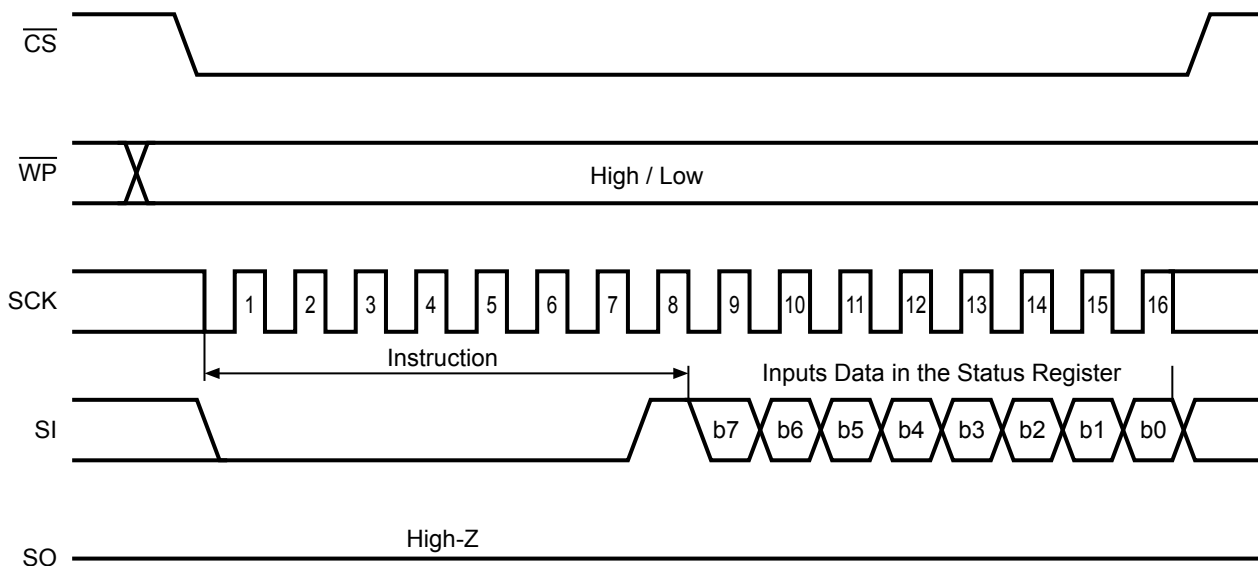 CS
WP
High / Low
SCK
1 2 3 4 5 6 7 8 9 10 11 12 13 14 15 16
Instruction
Inputs Data in the Status Register
SI
b7 b6 b5 b4 b3 b2 b1 b0
High-Z
SO